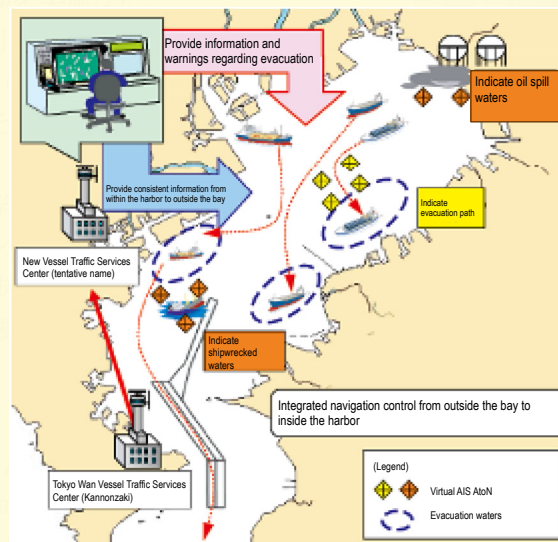 Provide information and
warnings regarding evacuation
Indicate oil spill
waters
Provide consistent information from
within the harbor to outside the bay
Indicate
evacuation path
New Vessel Traffic Services
Center (tentative name)
Indicate
shipwrecked
waters
Integrated navigation control from outside the bay to
inside the harbor
Tokyo Wan Vessel Traffic Services
Center (Kannonzaki)
(Legend)
Virtual AIS AtoN
Evacuation waters